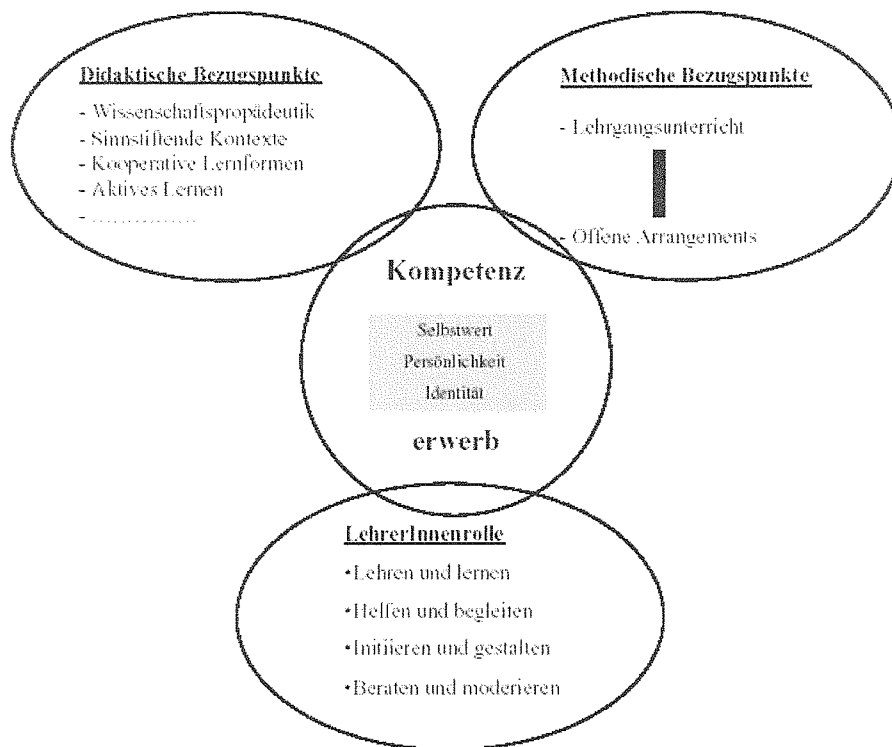 Didaktische Bezugspunkte
- Wissenschaftspropädeutik
- Sinnstiftende Kontexte
- Kooperative Lernformen
- Aktives Lernen
- ……………
Methodische Bezugspunkte
- Lehrgangsunterricht
- Offene Arrangements
Kompetenz
Selbstwert
Persönlichkeit
Identität
erwerb
LehrerInnenrolle
•Lehren und lernen
•Helfen und begleiten
•Initiieren und gestalten
•Beraten und moderieren